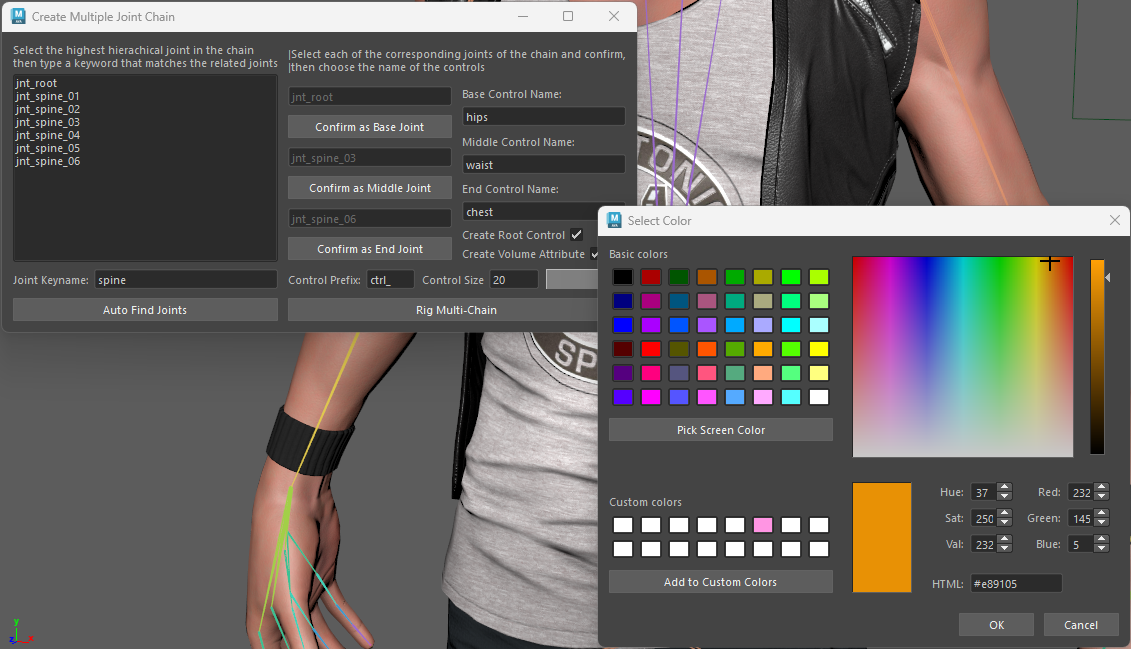 Create Multiple Joint Chain
Select the highest hierachical joint in the chain
then type a keyword that matches the related joints
jnt_root
jnt_spine_01
jnt_spine_02
jnt_spine_03
jnt_spine_04
jnt_spine_05
jnt_spine_06
Joint Keyname: spine
Auto Find Joints
|Select each of the corresponding joints of the chain and confirm,
|then choose the name of the controls
jnt_root
Confirm as Base Joint
jnt_spine_03
Confirm as Middle Joint
jnt_spine_06
Confirm as End Joint
Base Control Name:
hips
Middle Control Name:
waist
End Control Name:
chest
Create Root Control
Create Volume Attribute
Control Prefix: ctrl_ Control Size 20
Rig Multi-Chain
Select Color
Basic colors
Pick Screen Color
Custom colors
Add to Custom Colors
Hue: 37 Red: 232
Sat: 250 Green: 145
Val: 232 Blue: 5
HTML: #e89105
OK Cancel
y
z x